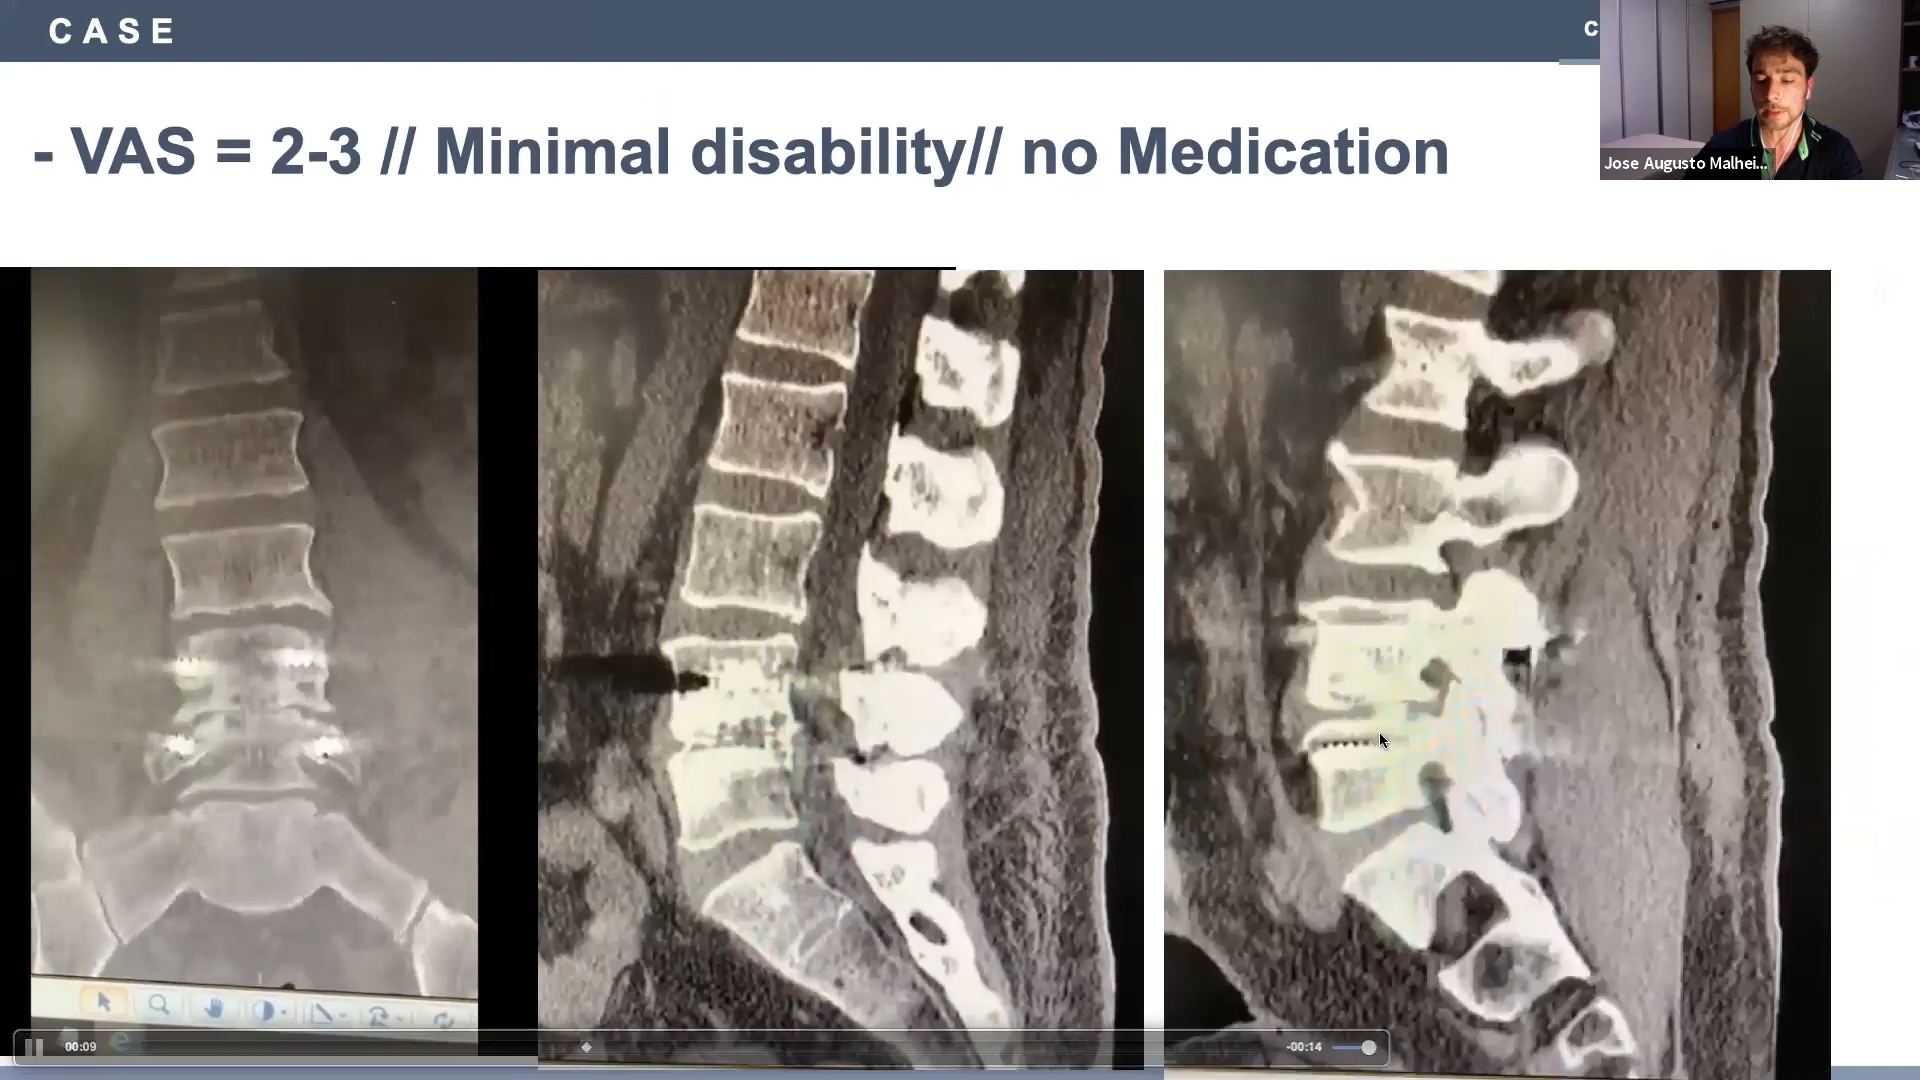 CASE
C
- VAS = 2-3 // Minimal disability// no Medication
Jose Augusto Malhei...
00:09
-00:14